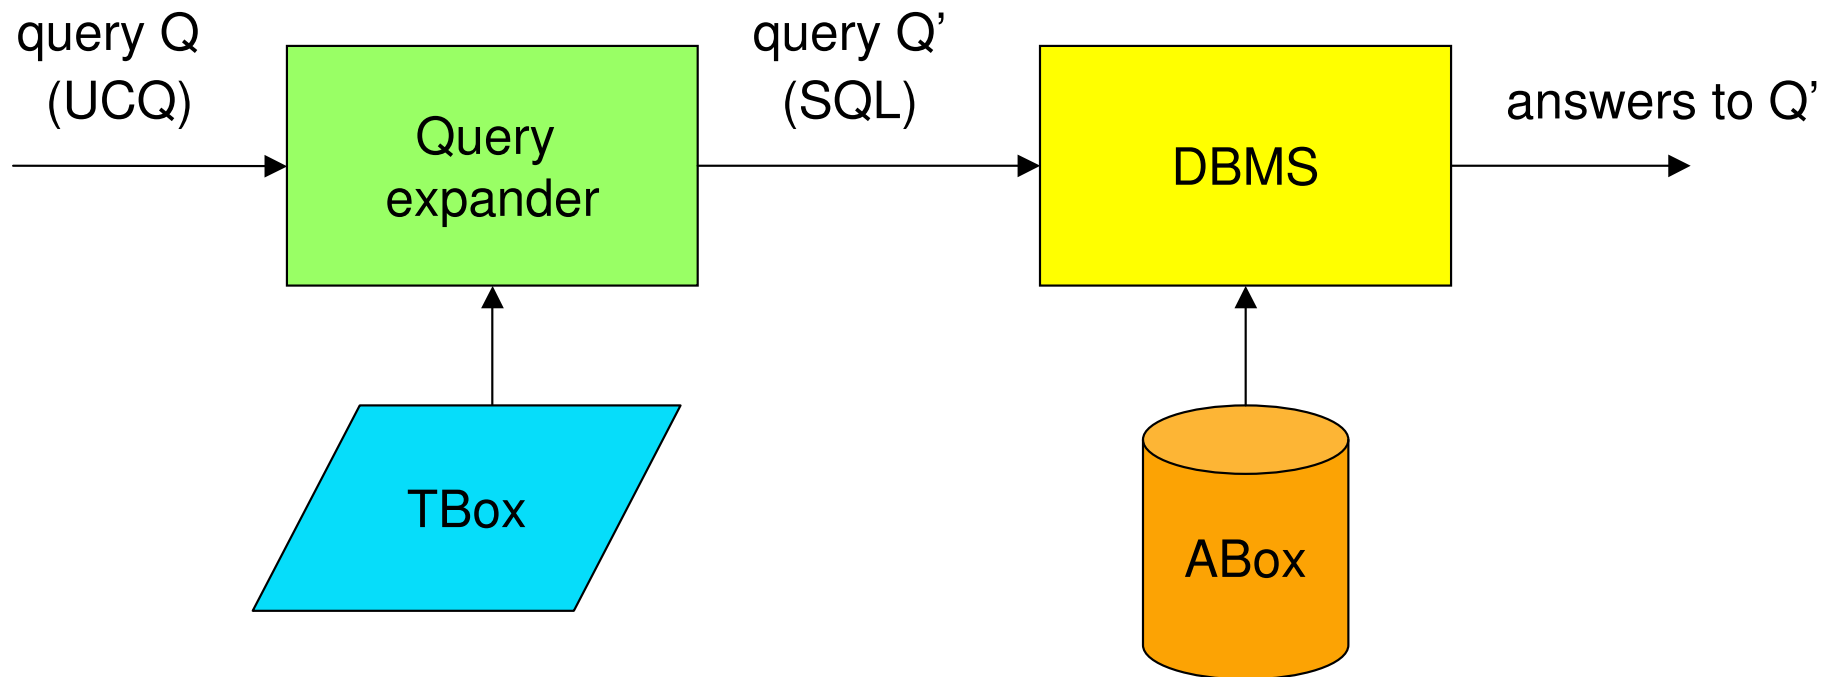 query Q
(UCQ)
Query
expander
query Q’
(SQL)
DBMS
answers to Q’
TBox
ABox